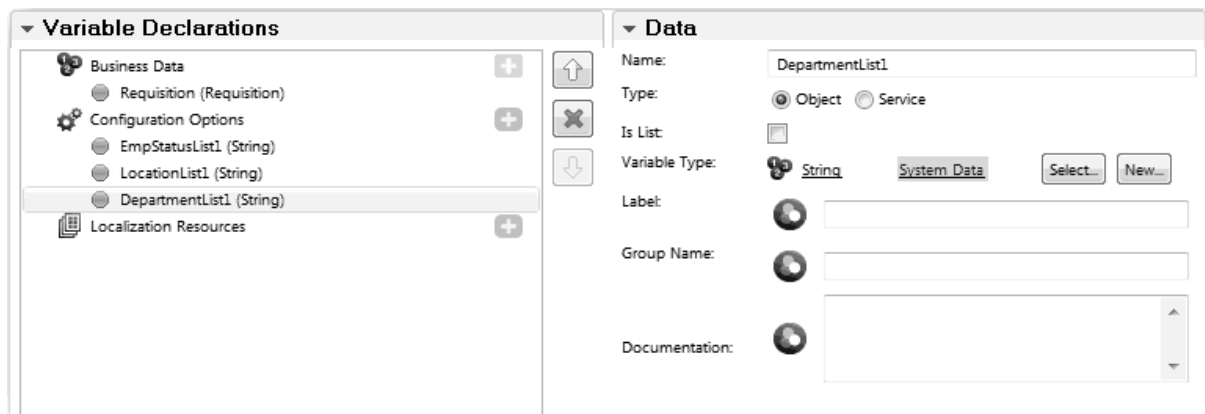 Variable Declarations
Business Data
Requisition (Requisition)
Configuration Options
EmpStatusList1 (String)
LocationList1 (String)
DepartmentList1 (String)
Localization Resources
Data
Name: DepartmentList1
Type: Object Service
Is List:
Variable Type: String System Data Select... New...
Label:
Group Name:
Documentation: